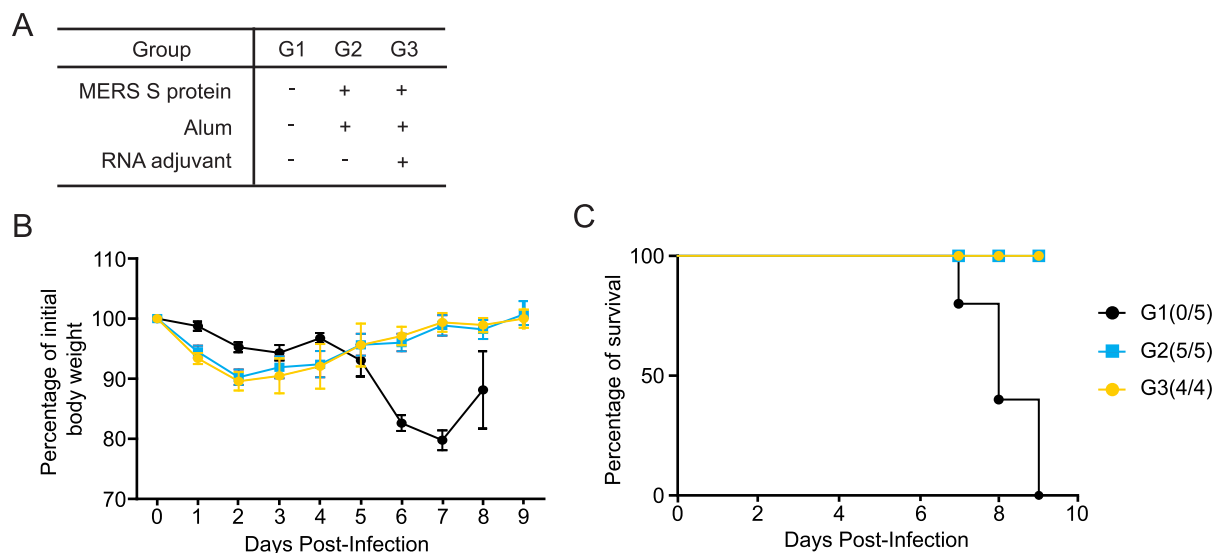 A
Group G1 G2 G3
MERS S protein - + +
Alum - + +
RNA adjuvant - - +
B
Percentage of initial
body weight
110
100
90
80
70
0 1 2 3 4 5 6 7 8 9
Days Post-Infection
C
Percentage of survival
100
50
0
0 2 4 6 8 10
Days Post-Infection
G1(0/5)
G2(5/5)
G3(4/4)